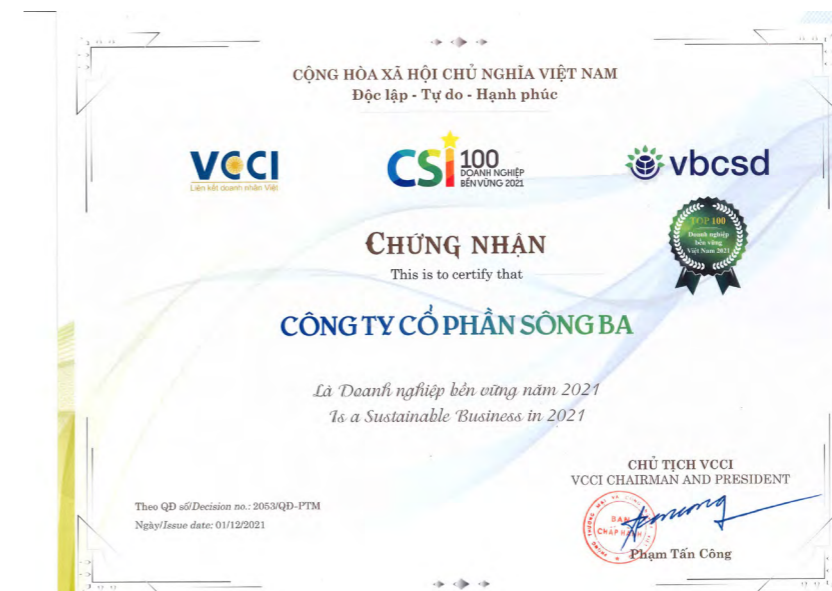 CỘNG HÒA XÃ HỘI CHỦ NGHĨA VIỆT NAM
Độc lập - Tự do - Hạnh phúc
VCCI
Liên kết doanh nhân Việt
CSi 100
DOANH NGHIỆP
BỀN VỮNG 2021
vbcsd
TOP 100
Doanh nghiệp
bền vững
Việt Nam 2021
CHỨNG NHẬN
This is to certify that
CÔNG TY CỔ PHẦN SÔNG BA
Là Doanh nghiệp bền vững năm 2021
Is a Sustainable Business in 2021
CHỦ TỊCH VCCI
VCCI CHAIRMAN AND PRESIDENT
Theo QĐ số/Decision no.: 2053/QĐ-PTM
Ngày/Issue date: 01/12/2021
BAN
CHẤP HÀNH
Phạm Tấn Công